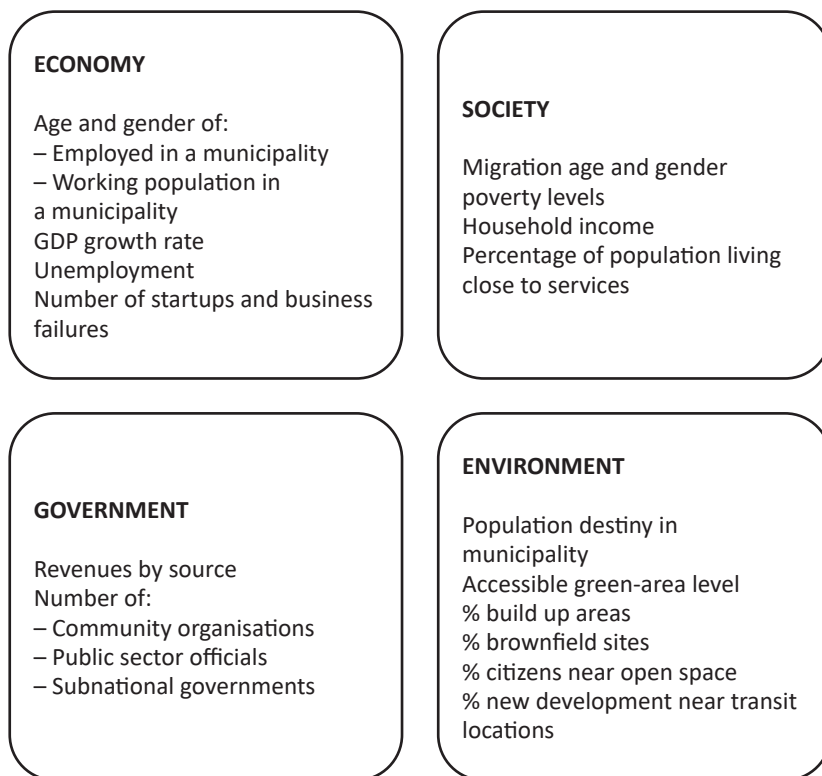 ECONOMY
Age and gender of:
– Employed in a municipality
– Working population in
a municipality
GDP growth rate
Unemployment
Number of startups and business
failures
SOCIETY
Migration age and gender
poverty levels
Household income
Percentage of population living
close to services
GOVERNMENT
Revenues by source
Number of:
– Community organisations
– Public sector officials
– Subnational governments
ENVIRONMENT
Population destiny in
municipality
Accessible green-area level
% build up areas
% brownfield sites
% citizens near open space
% new development near transit
locations